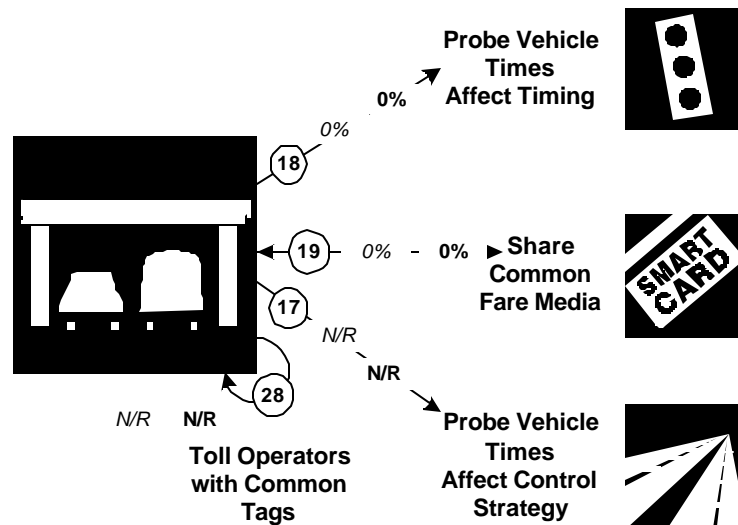 Probe Vehicle
Times
Affect Timing
0%
0%
18
19
0%
0%
Share
Common
Fare Media
SMART
CARD
17
N/R
N/R
28
N/R
N/R
Toll Operators
with Common
Tags
Probe Vehicle
Times
Affect Control
Strategy